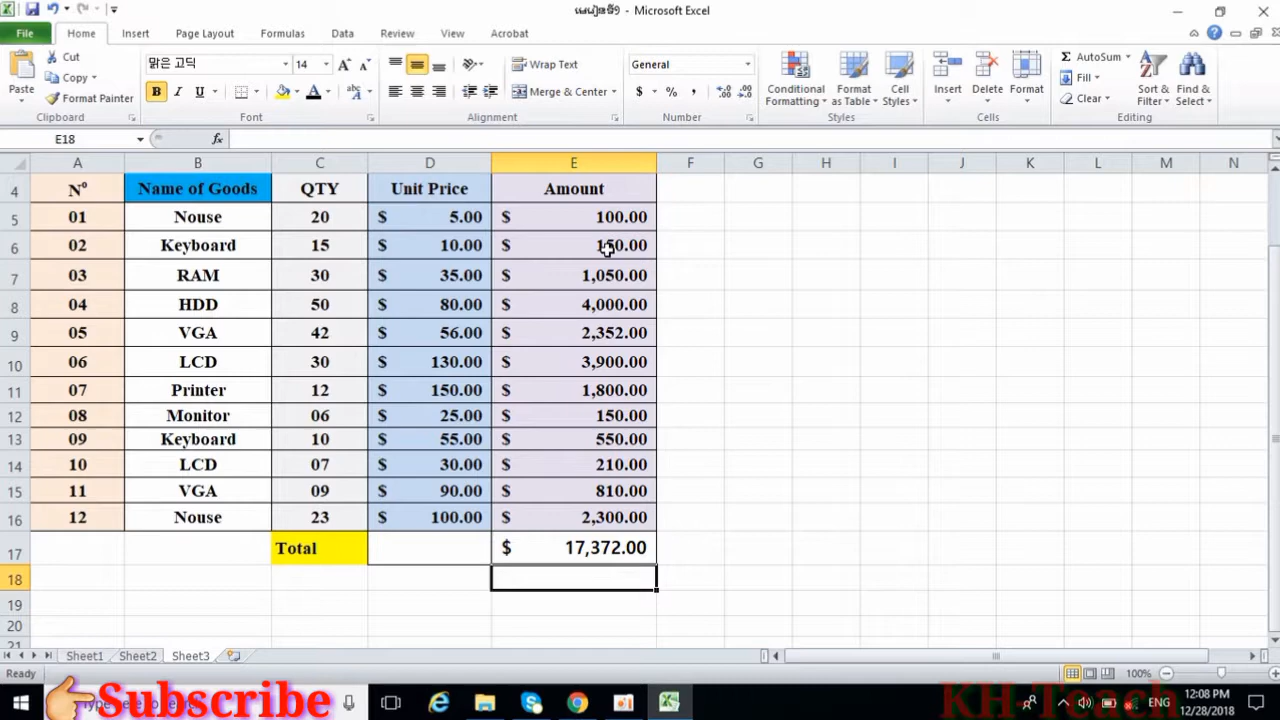 មេរៀនទី9 - Microsoft Excel
File Home Insert Page Layout Formulas Data Review View Acrobat
Paste Cut Copy Format Painter Clipboard
맑은 고딕 14 B I U Font
Wrap Text Merge & Center Alignment
General $ % , Number
Conditional Formatting Format as Table Cell Styles Styles
Insert Delete Format Cells
Σ AutoSum Fill Clear Sort & Filter Find & Select Editing
E18 fx
A B C D E F G H I J K L M N
4 Nº Name of Goods QTY Unit Price Amount
5 01 Nouse 20 $ 5.00 $ 100.00
6 02 Keyboard 15 $ 10.00 $ 150.00
7 03 RAM 30 $ 35.00 $ 1,050.00
8 04 HDD 50 $ 80.00 $ 4,000.00
9 05 VGA 42 $ 56.00 $ 2,352.00
10 06 LCD 30 $ 130.00 $ 3,900.00
11 07 Printer 12 $ 150.00 $ 1,800.00
12 08 Monitor 06 $ 25.00 $ 150.00
13 09 Keyboard 10 $ 55.00 $ 550.00
14 10 LCD 07 $ 30.00 $ 210.00
15 11 VGA 09 $ 90.00 $ 810.00
16 12 Nouse 23 $ 100.00 $ 2,300.00
17 Total $ 17,372.00
18
19
20
21
Sheet1 Sheet2 Sheet3
Ready 100%
Subscribe KH-Teach ENG 12:08 PM
12/28/2018